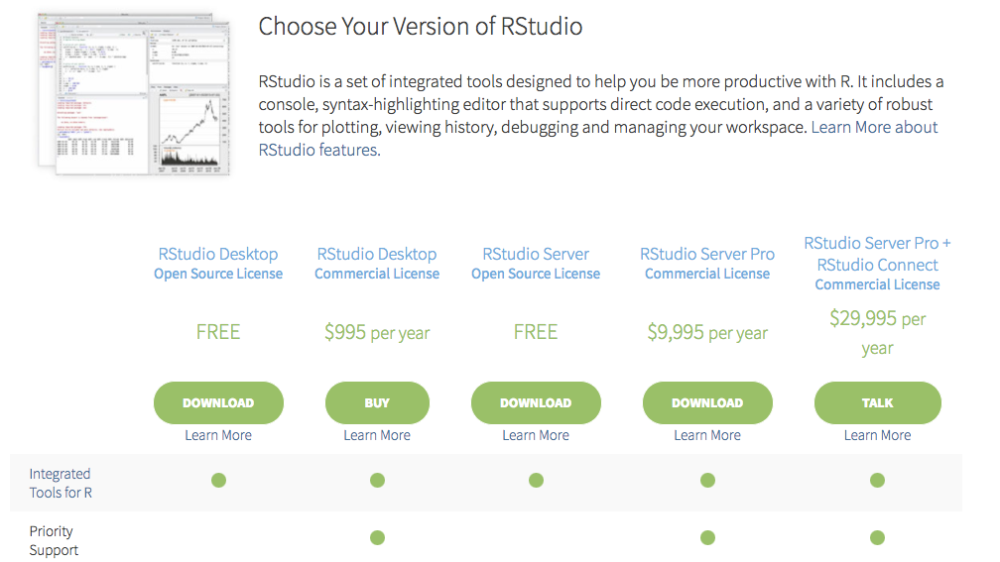 Choose Your Version of RStudio
RStudio is a set of integrated tools designed to help you be more productive with R. It includes a
console, syntax-highlighting editor that supports direct code execution, and a variety of robust
tools for plotting, viewing history, debugging and managing your workspace. Learn More about
RStudio features.
RStudio Desktop
Open Source License
RStudio Desktop
Commercial License
RStudio Server
Open Source License
RStudio Server Pro
Commercial License
RStudio Server Pro +
RStudio Connect
Commercial License
FREE
$995 per year
FREE
$9,995 per year
$29,995 per
year
DOWNLOAD
BUY
DOWNLOAD
DOWNLOAD
TALK
Learn More
Learn More
Learn More
Learn More
Learn More
Integrated
Tools for R
Priority
Support